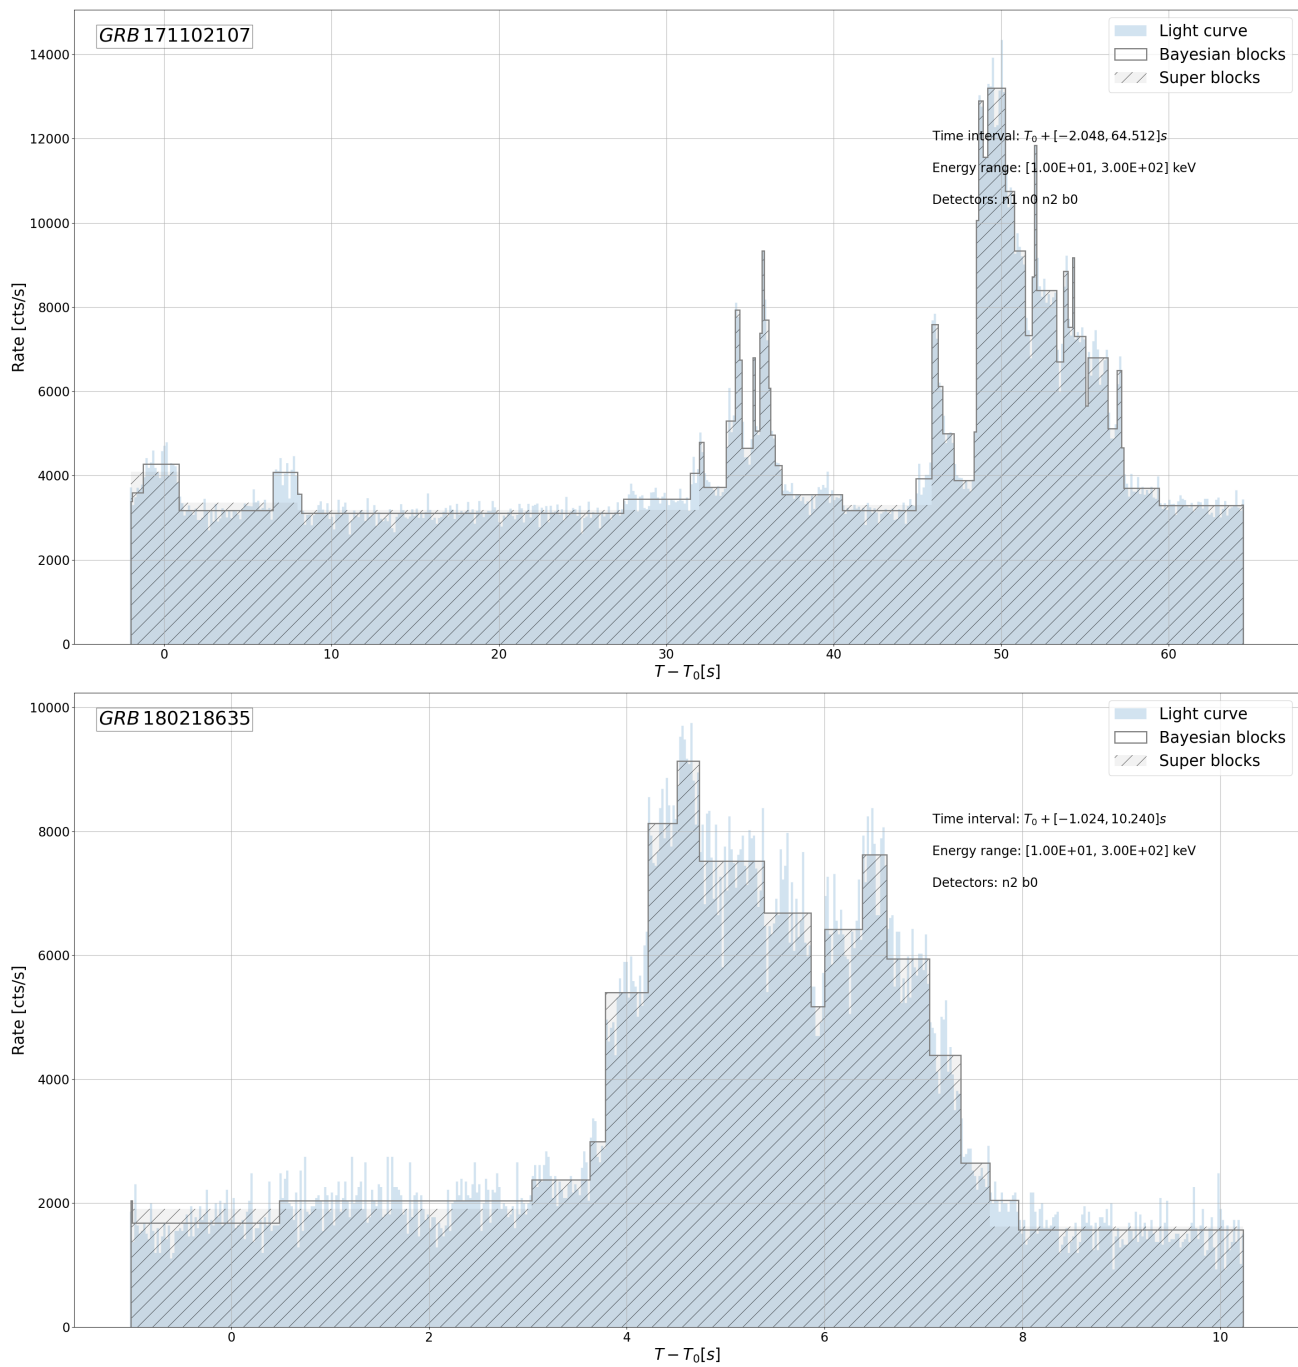 GRB 171102107
Light curve
Bayesian blocks
Super blocks
14000
12000
10000
8000
6000
4000
2000
0
Rate [cts/s]
Time interval: T₀ + [−2.048, 64.512]s
Energy range: [1.00E+01, 3.00E+02] keV
Detectors: n1 n0 n2 b0
0 10 20 30 40 50 60
T − T₀[s]
GRB 180218635
Light curve
Bayesian blocks
Super blocks
10000
8000
6000
4000
2000
0
Rate [cts/s]
Time interval: T₀ + [−1.024, 10.240]s
Energy range: [1.00E+01, 3.00E+02] keV
Detectors: n2 b0
0 2 4 6 8 10
T − T₀[s]